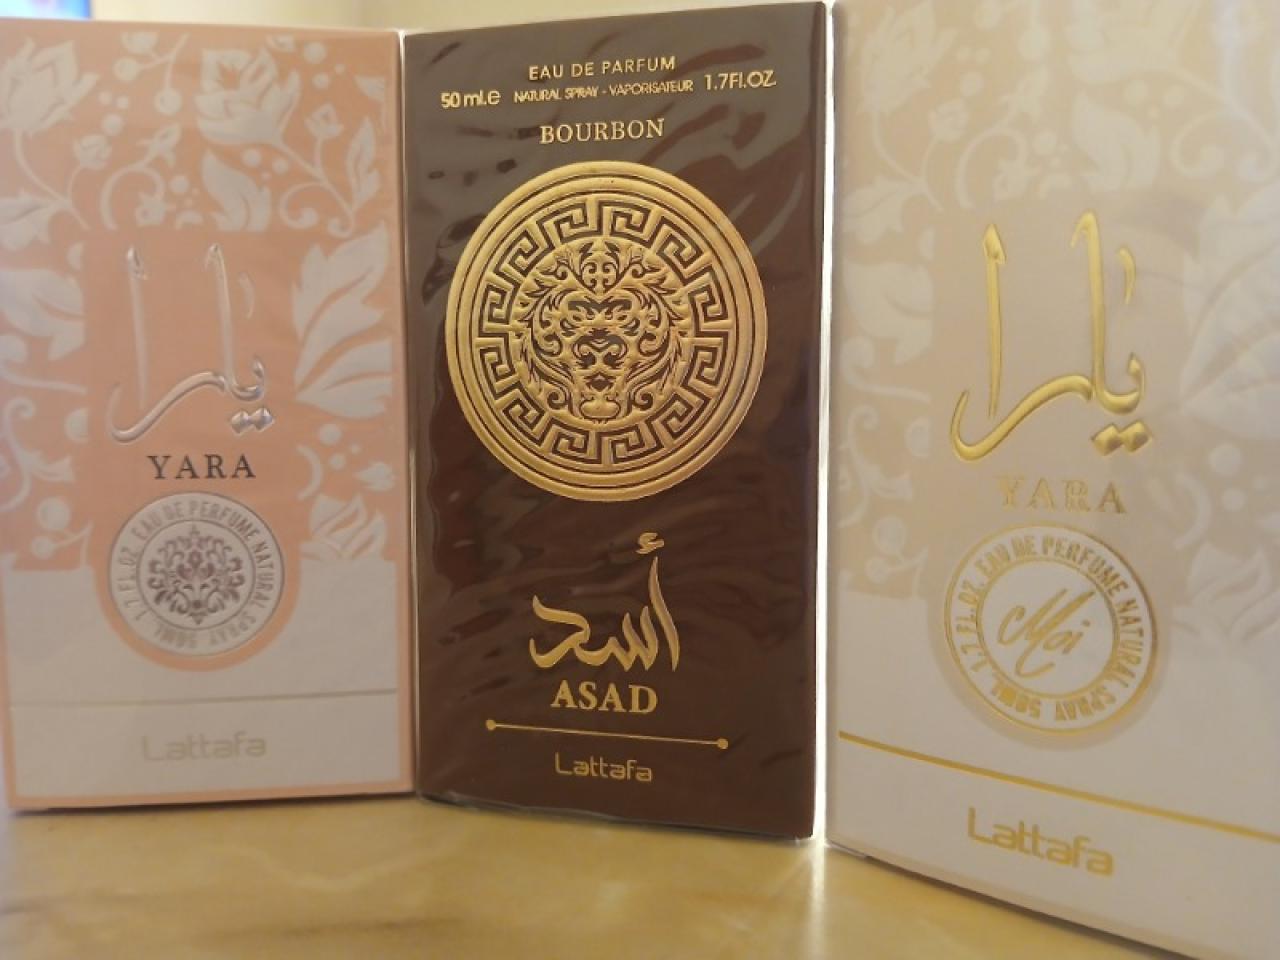 يارا
YARA
EAU DE PERFUME NATURAL SPRAY 50ML. 1.7 FL.OZ.
Lattafa
EAU DE PARFUM
50 ml.e NATURAL SPRAY - VAPORISATEUR 1.7Fl.OZ.
BOURBON
أسد
ASAD
Lattafa
يارا
YARA
EAU DE PERFUME NATURAL SPRAY 50ML. 1.7 FL.OZ.
Moi
Lattafa